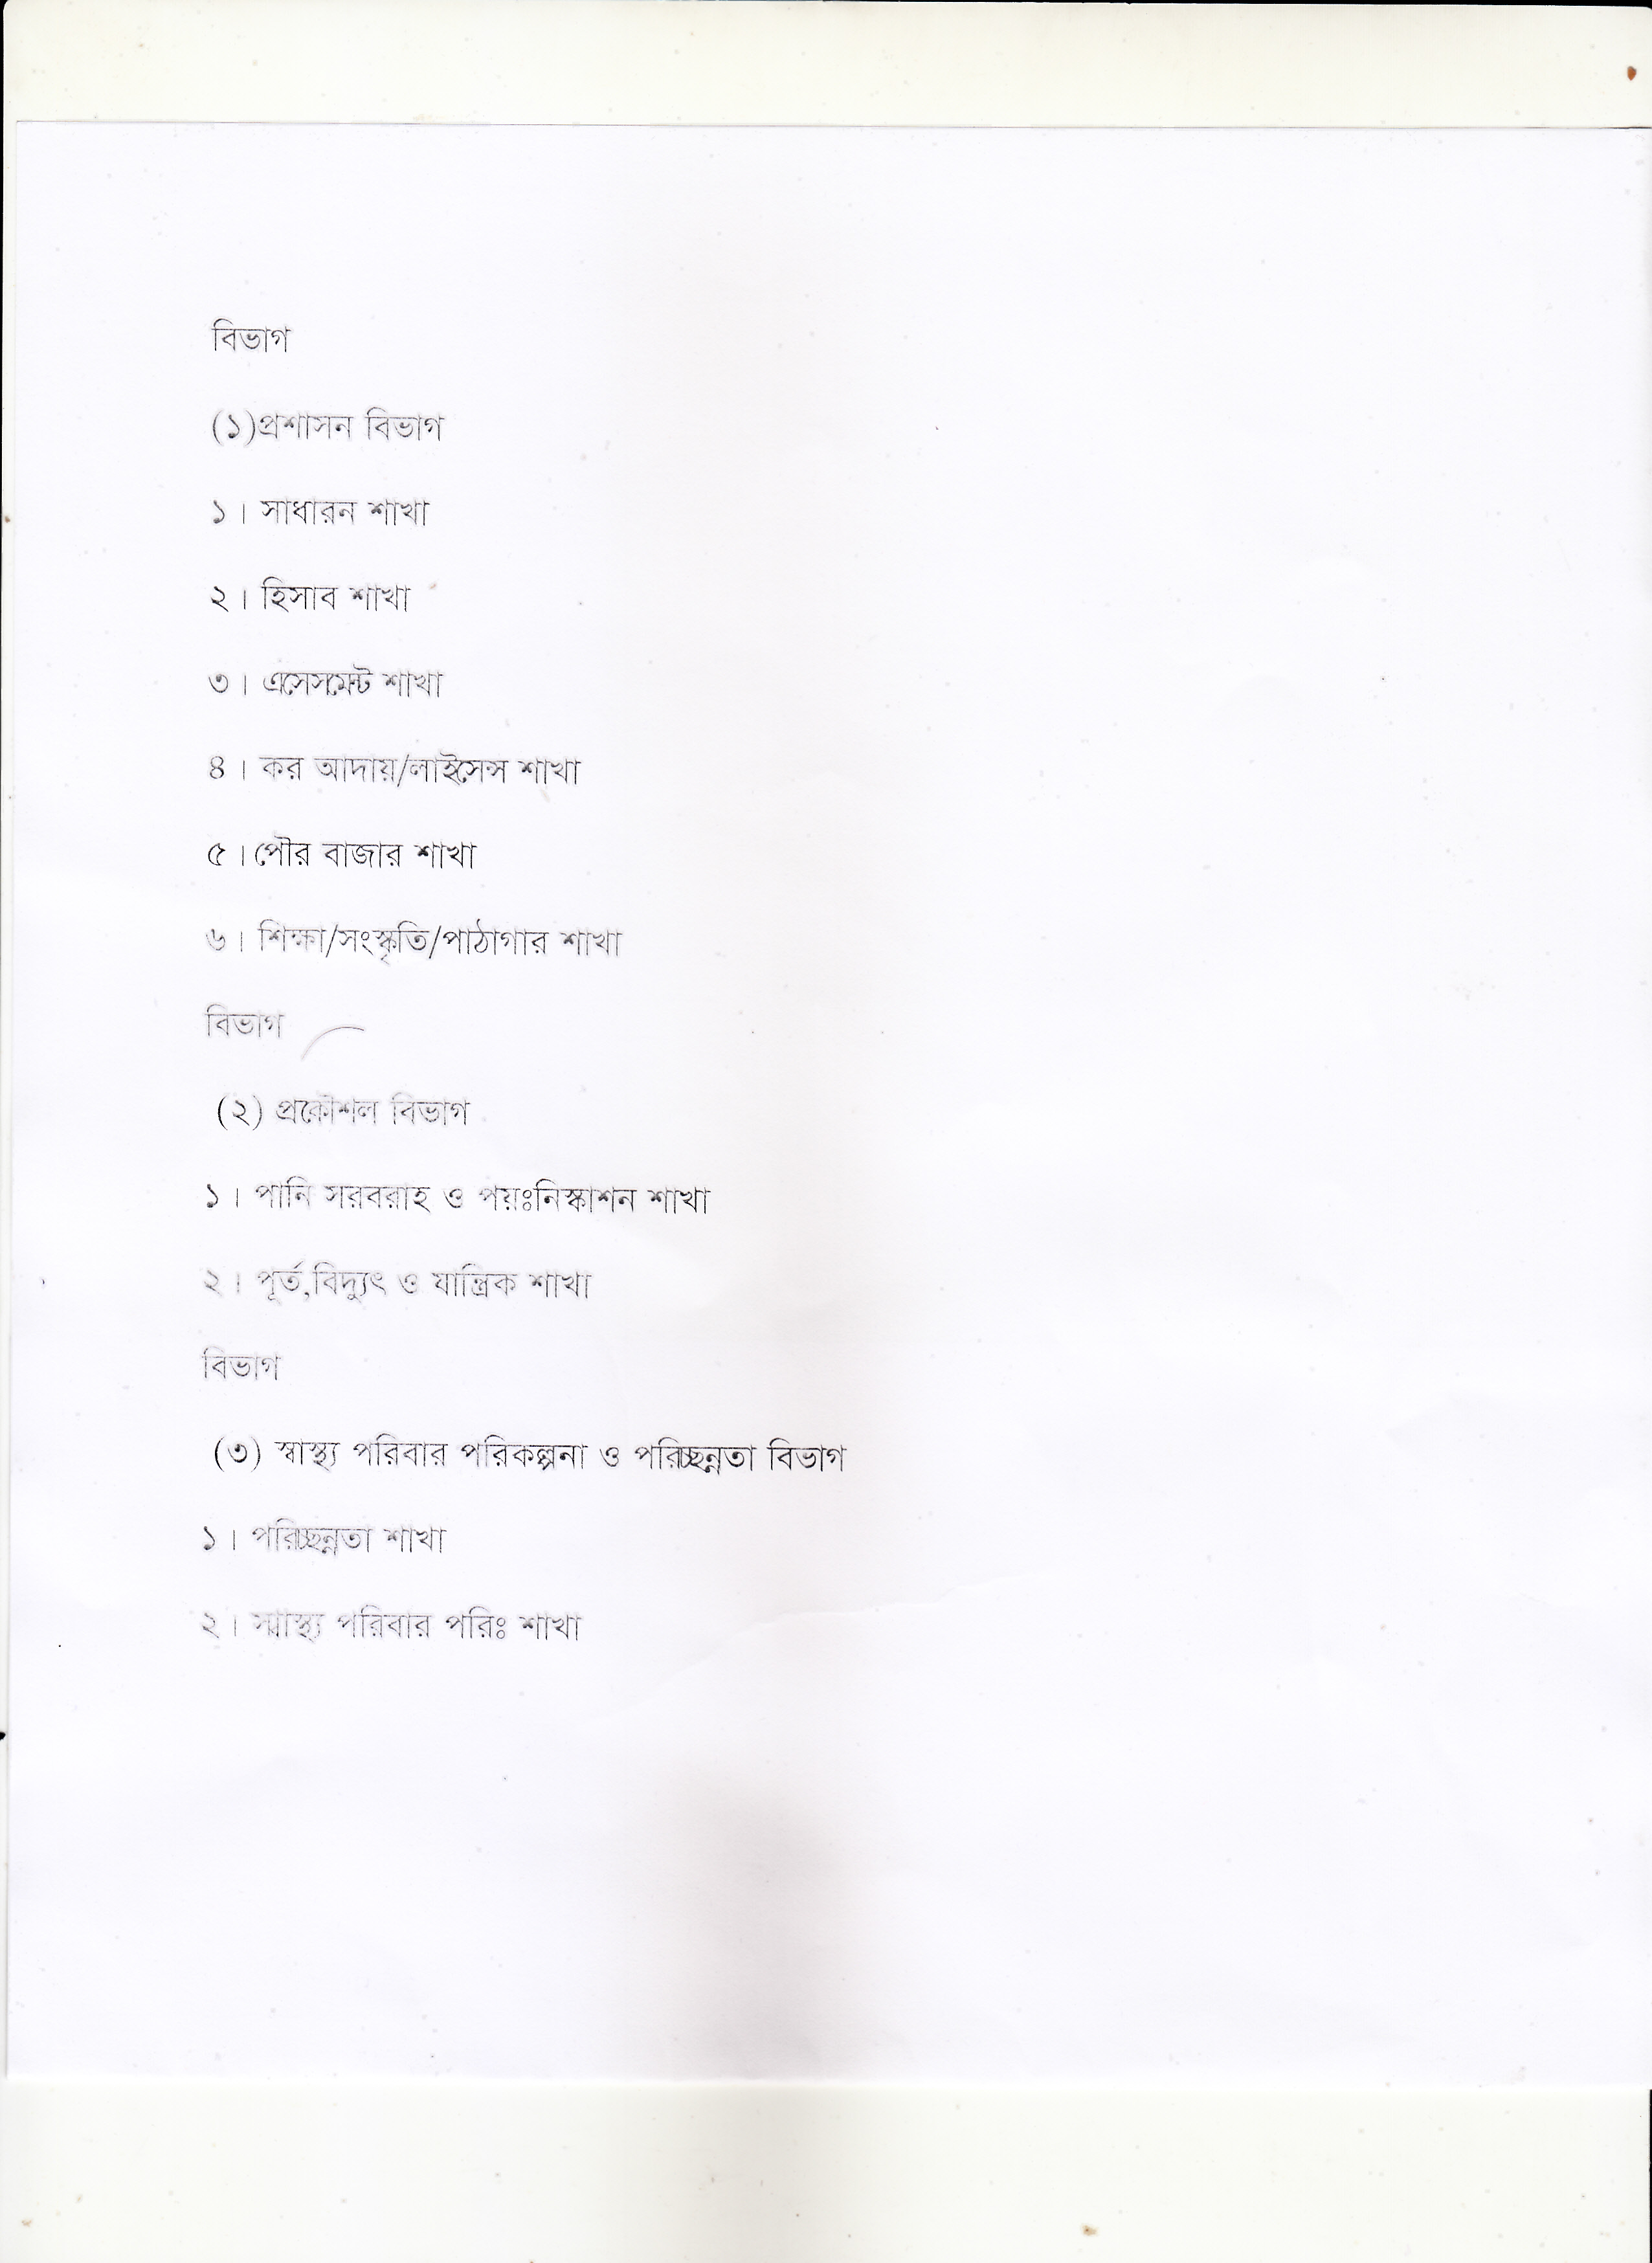 বিভাগ
(১)প্রশাসন বিভাগ
১। সাধারন শাখা
২। হিসাব শাখা
৩। এসেসমেন্ট শাখা
৪। কর আদায়/লাইসেন্স শাখা
৫। পৌর বাজার শাখা
৬। শিক্ষা/সংস্কৃতি/পাঠাগার শাখা
বিভাগ
(২) প্রকৌশল বিভাগ
১। পানি সরবরাহ ও পয়ঃনিস্কাশন শাখা
২। পূর্ত,বিদ্যুৎ ও যান্ত্রিক শাখা
বিভাগ
(৩) স্বাস্থ্য পরিবার পরিকল্পনা ও পরিচ্ছন্নতা বিভাগ
১। পরিচ্ছন্নতা শাখা
২। স্বাস্থ্য পরিবার পরিঃ শাখা